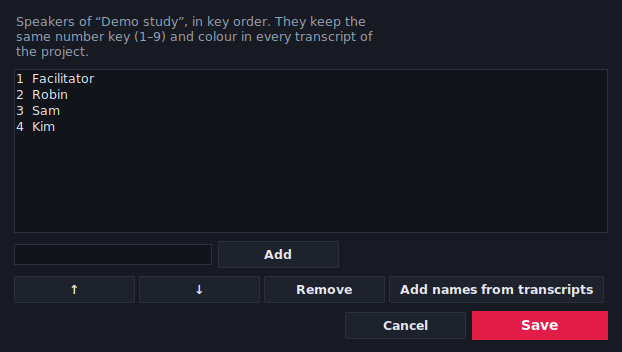 Speakers of “Demo study”, in key order. They keep the
same number key (1–9) and colour in every transcript of
the project.
1 Facilitator
2 Robin
3 Sam
4 Kim
Add
↑ ↓ Remove Add names from transcripts
Cancel Save